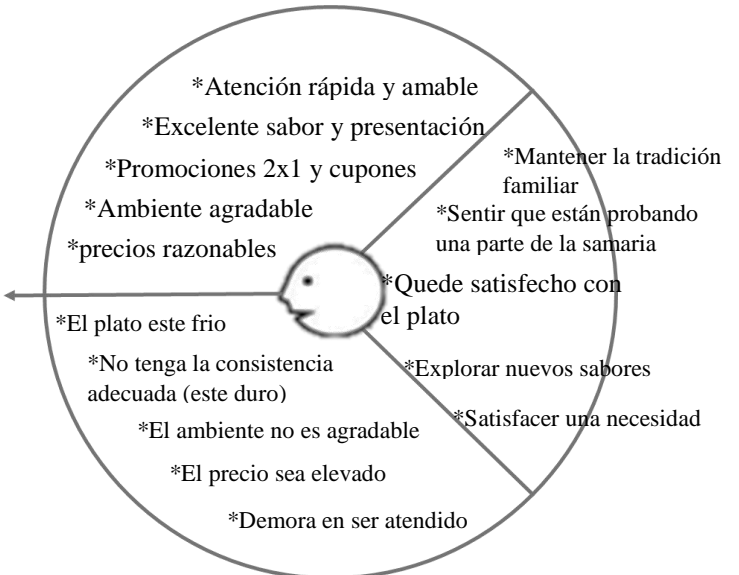 *Atención rápida y amable
*Excelente sabor y presentación
*Promociones 2x1 y cupones
*Ambiente agradable
*precios razonables
*Mantener la tradición
familiar
*Sentir que están probando
una parte de la samaria
*Quede satisfecho con
el plato
*Explorar nuevos sabores
*Satisfacer una necesidad
*El plato este frio
*No tenga la consistencia
adecuada (este duro)
*El ambiente no es agradable
*El precio sea elevado
*Demora en ser atendido